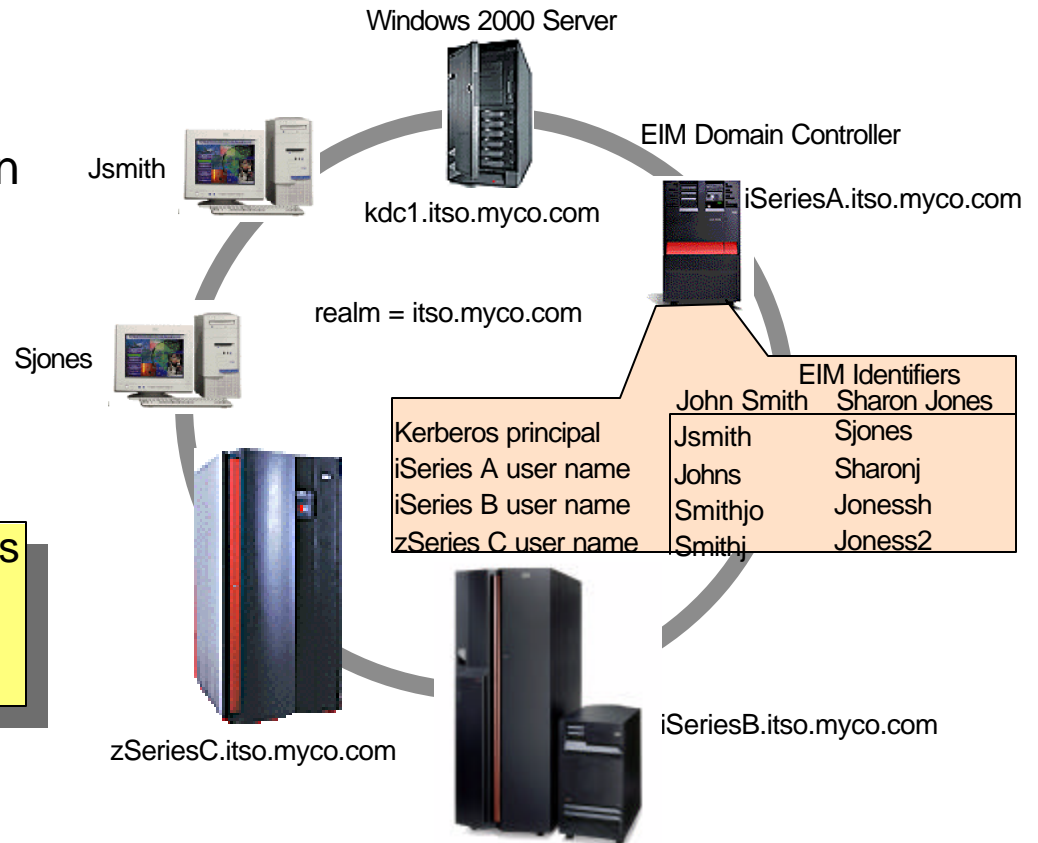 Windows 2000 Server
EIM Domain Controller
Jsmith
kdc1.itso.myco.com
iSeriesA.itso.myco.com
realm = itso.myco.com
Sjones
EIM Identifiers
John Smith Sharon Jones
Kerberos principal Jsmith Sjones
iSeries A user name Johns Sharonj
iSeries B user name Smithjo Jonessh
zSeries C user name Smithj Joness2
iSeriesB.itso.myco.com
zSeriesC.itso.myco.com